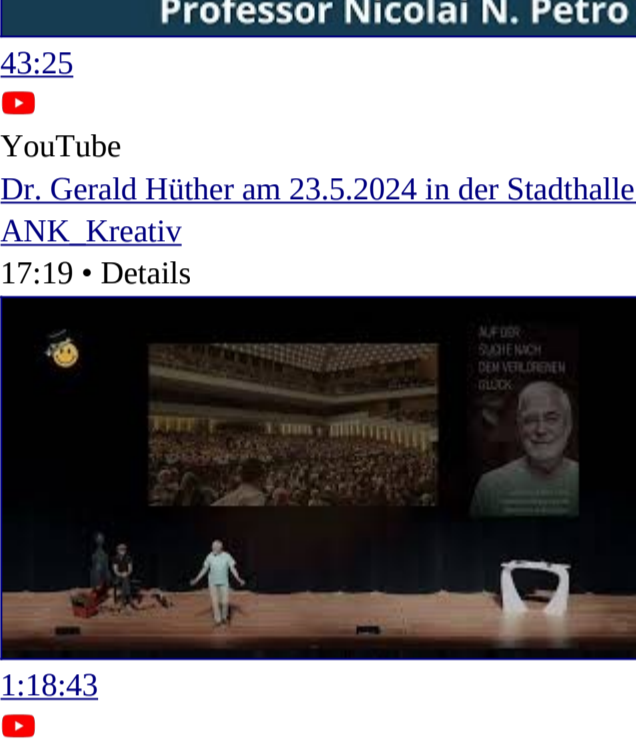 Professor Nicolai N. Petro
43:25
YouTube
Dr. Gerald Hüther am 23.5.2024 in der Stadthalle
ANK_Kreativ
17:19 • Details
AUF DER
SUCHE NACH
DEM VERLORENEN
GLÜCK
1:18:43